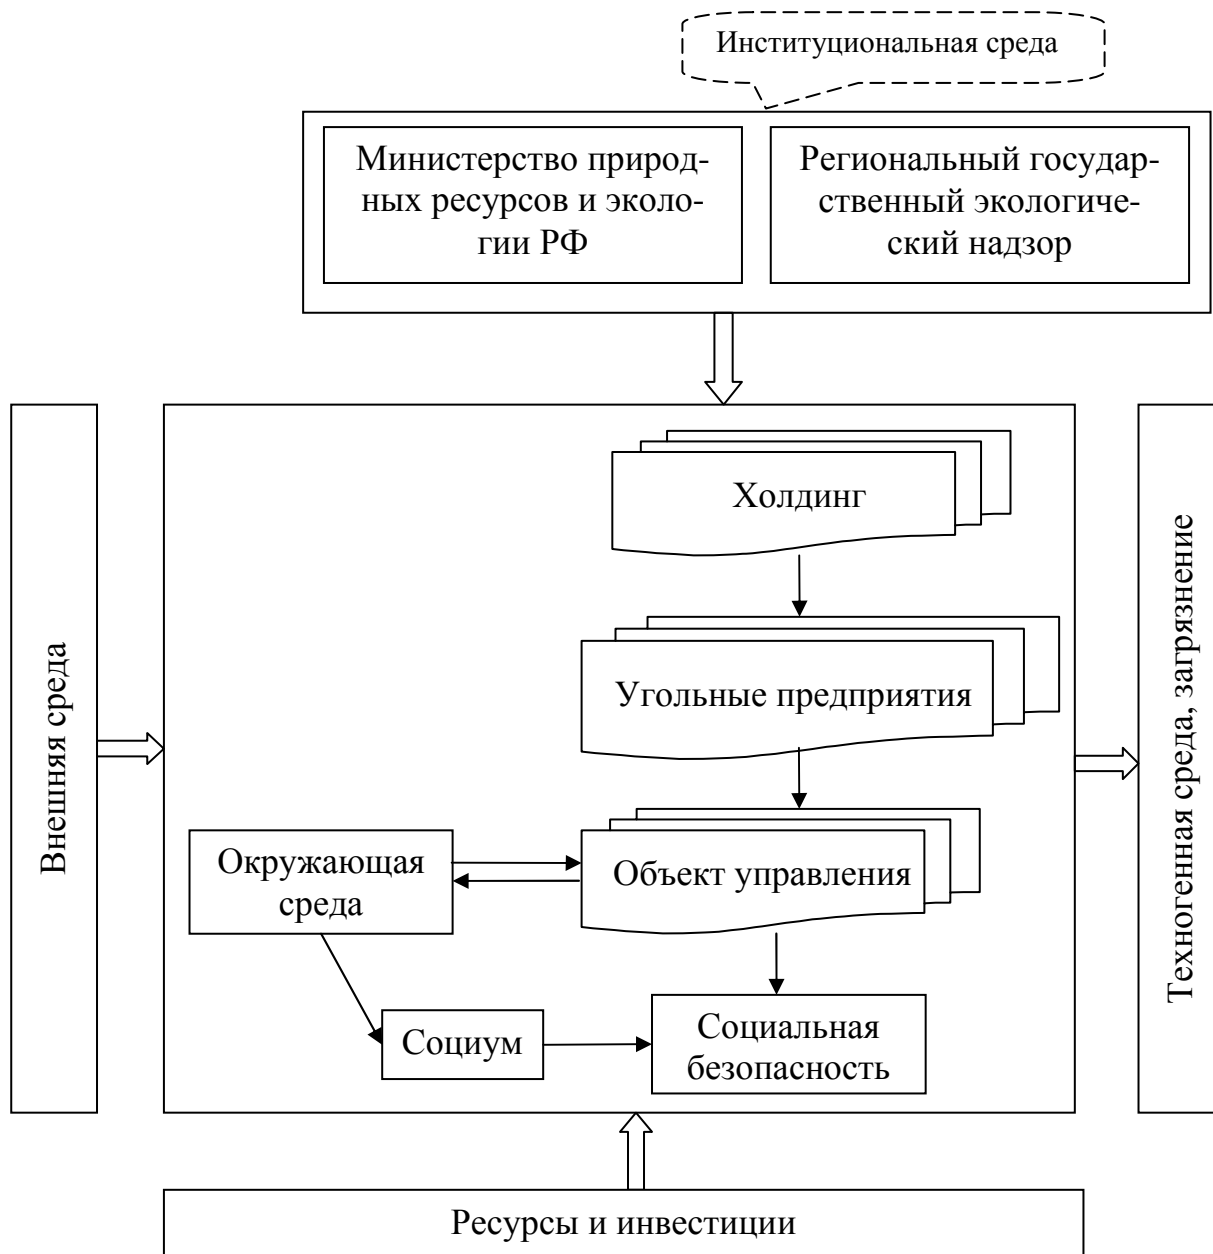 Институциональная среда
Министерство природ-
ных ресурсов и эколо-
гии РФ
Региональный государ-
ственный экологиче-
ский надзор
Внешняя среда
Холдинг
Угольные предприятия
Окружающая
среда
Объект управления
Социум
Социальная
безопасность
Техногенная среда, загрязнение
Ресурсы и инвестиции